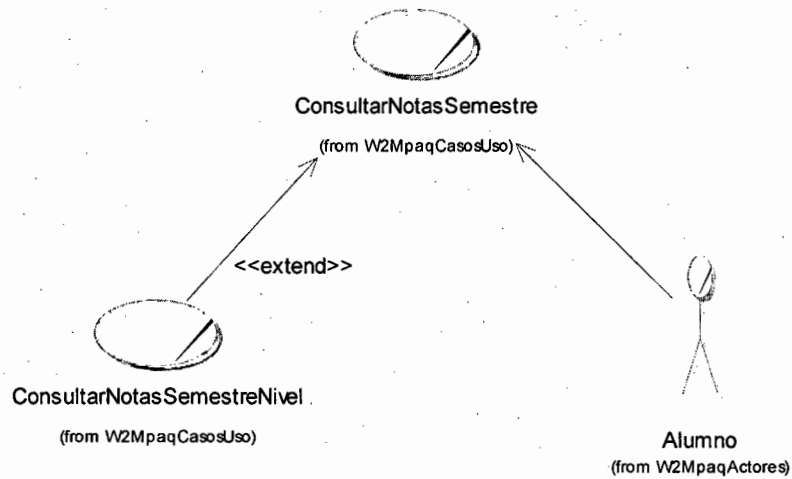 ConsultarNotasSemestre
(from W2MpaqCasosUso)
<<extend>>
ConsultarNotasSemestreNivel
(from W2MpaqCasosUso)
Alumno
(from W2MpaqActores)